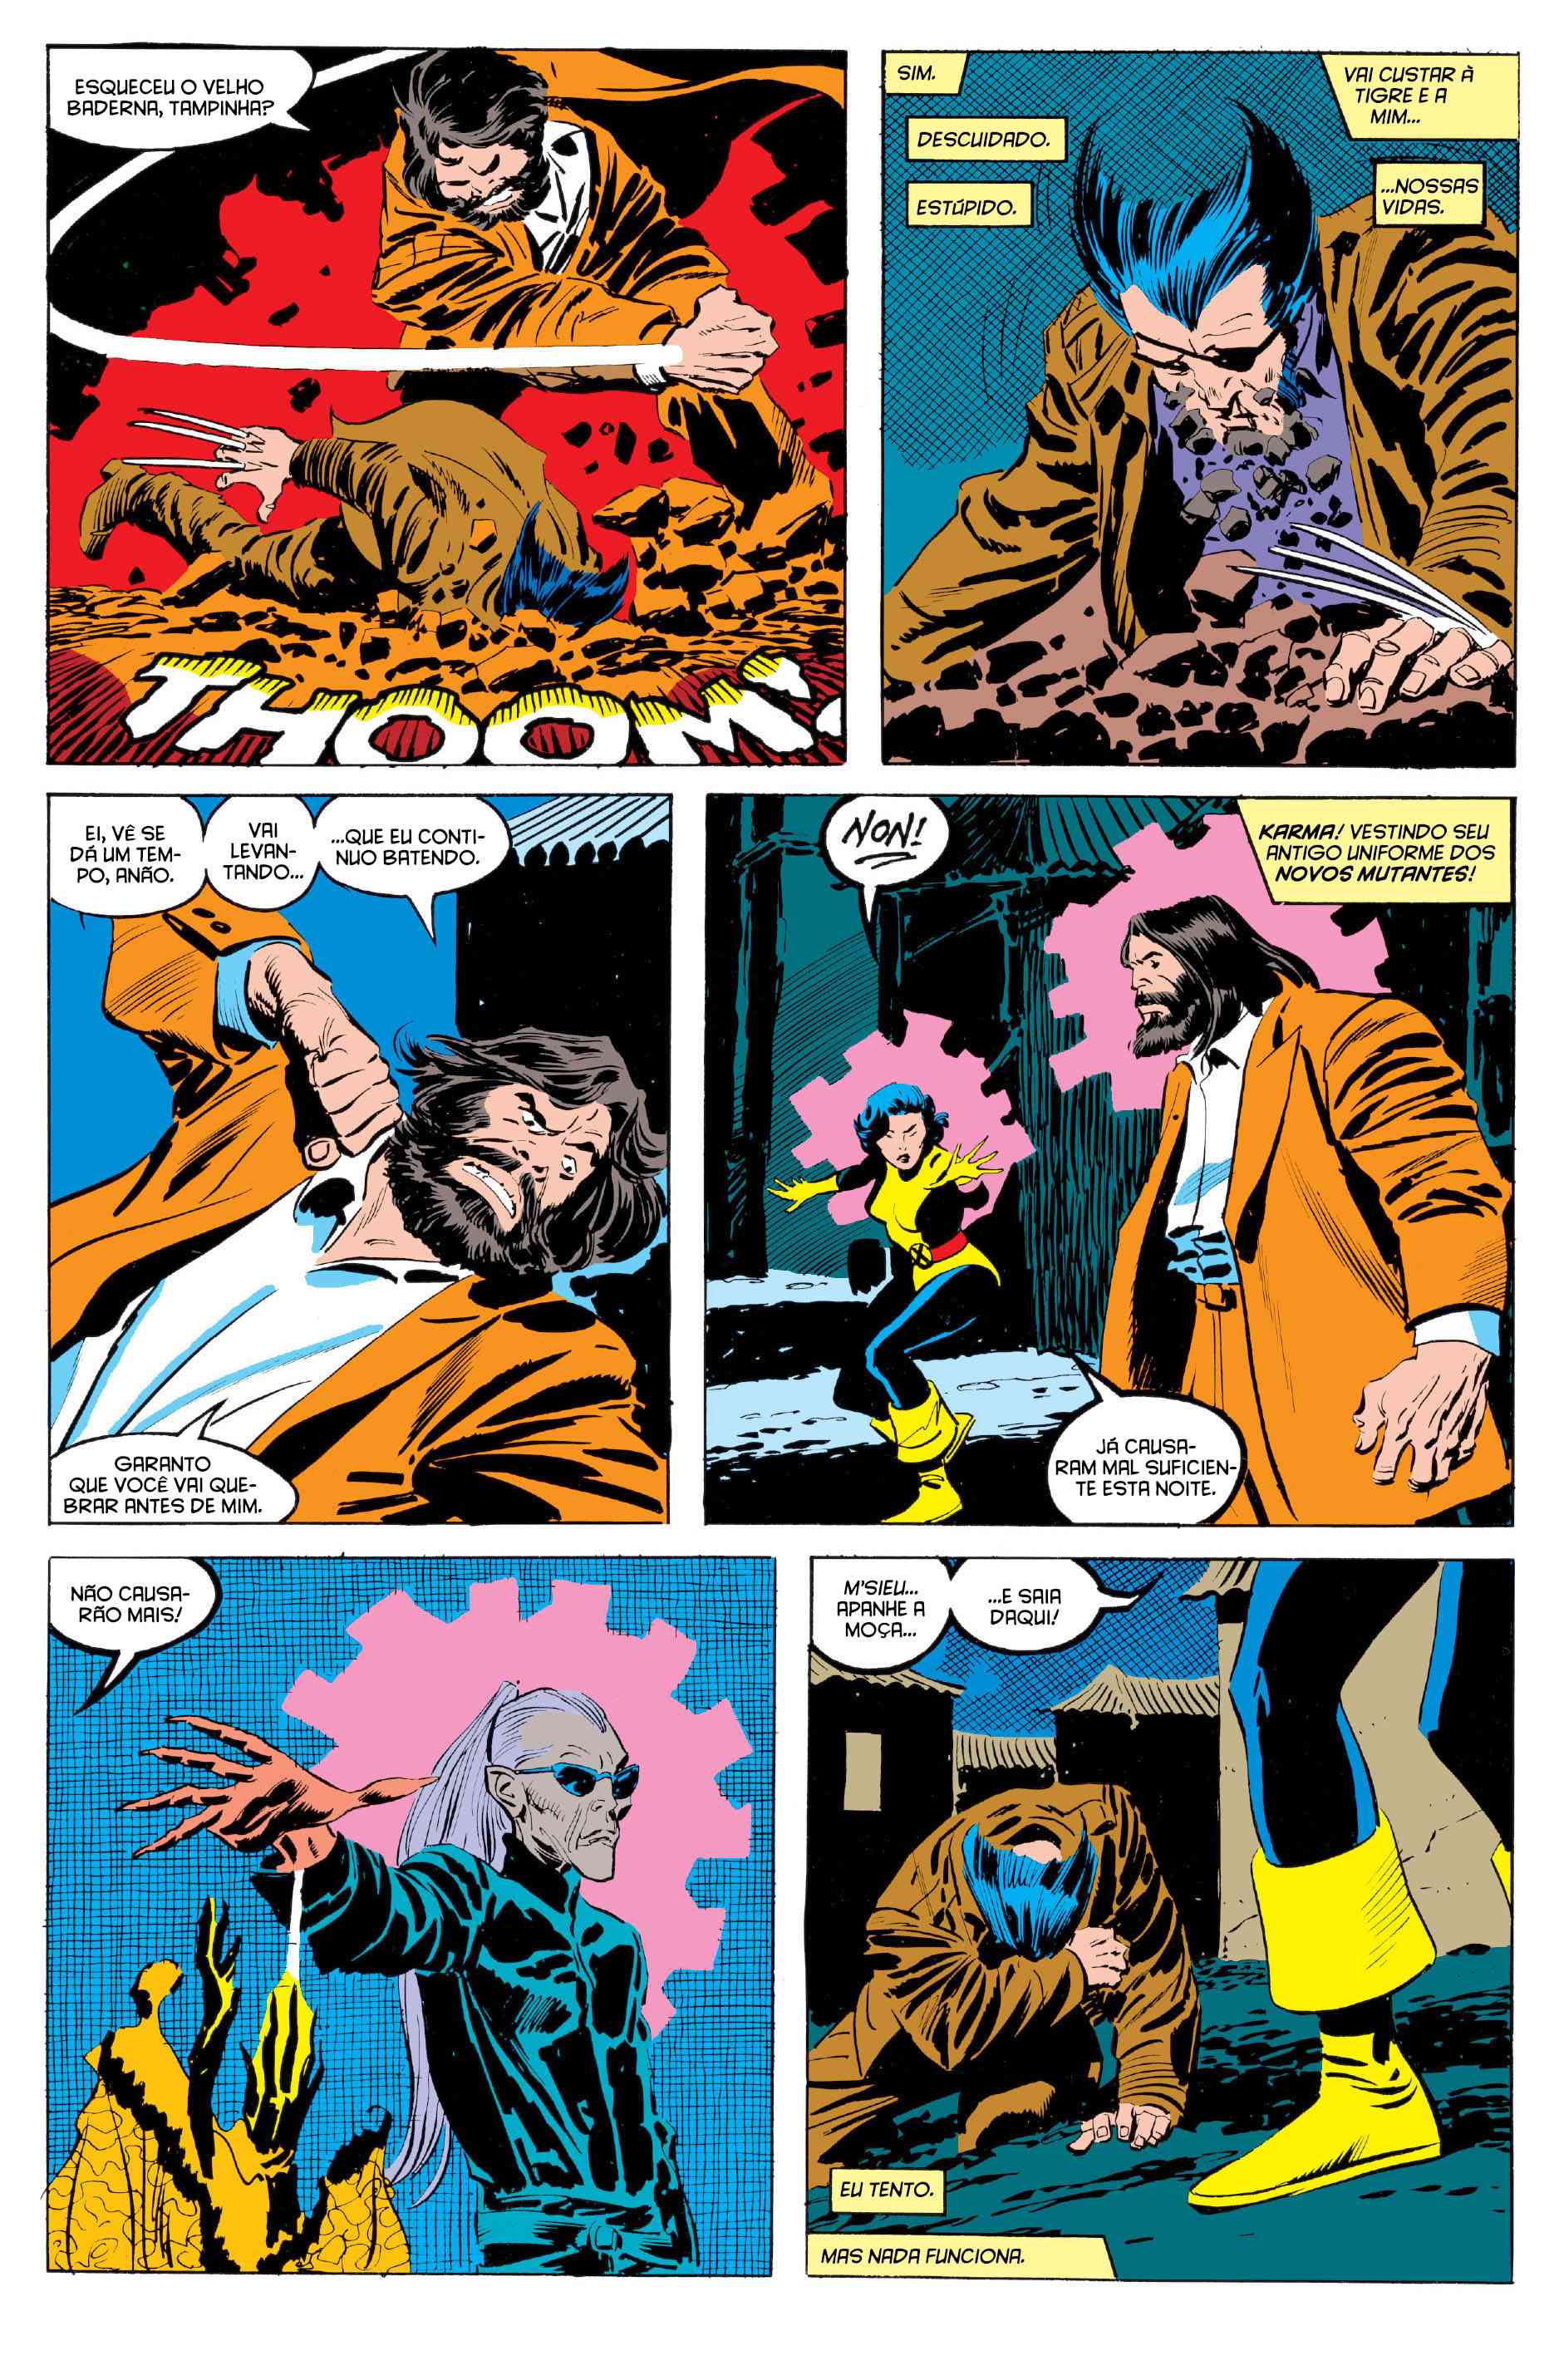 ESQUECEU O VELHO
BADERNA, TAMPINHA?
THOOM!
SIM.
DESCUIDADO.
ESTÚPIDO.
VAI CUSTAR À
TIGRE E A
MIM...
...NOSSAS
VIDAS.
EI, VÊ SE
DÁ UM TEM-
PO, ANÃO.
VAI
LEVAN-
TANDO...
...QUE EU CONTI-
NUO BATENDO.
GARANTO
QUE VOCÊ VAI QUE-
BRAR ANTES DE MIM.
NON!
KARMA! VESTINDO SEU
ANTIGO UNIFORME DOS
NOVOS MUTANTES!
JÁ CAUSA-
RAM MAL SUFICIEN-
TE ESTA NOITE.
NÃO CAUSA-
RÃO MAIS!
M'SIEU...
APANHE A
MOÇA...
...E SAIA
DAQUI!
EU TENTO.
MAS NADA FUNCIONA.